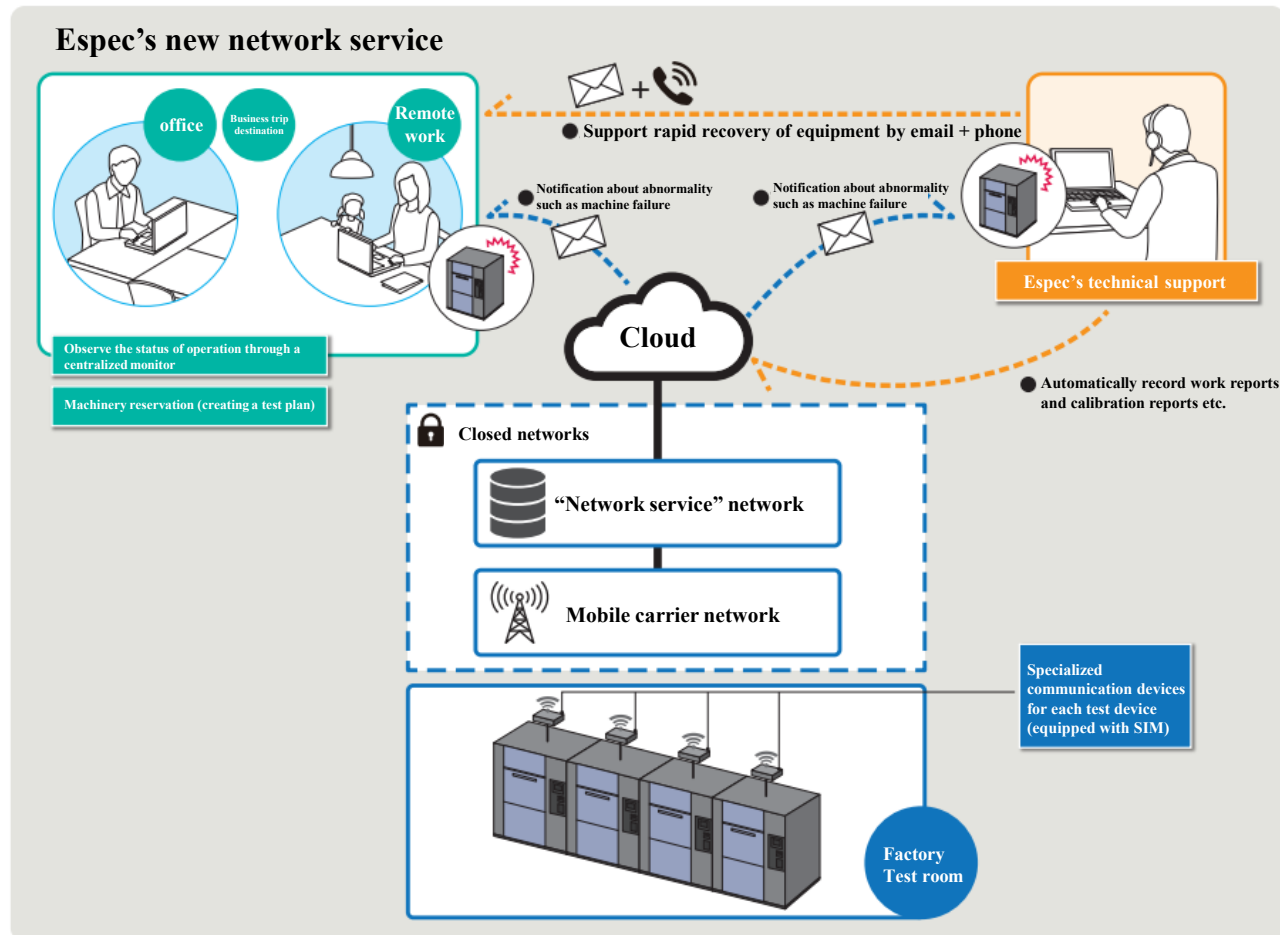 Espec’s new network service
office
Business trip
destination
Remote
work
Support rapid recovery of equipment by email + phone
Notification about abnormality
such as machine failure
Notification about abnormality
such as machine failure
Espec’s technical support
Observe the status of operation through a
centralized monitor
Machinery reservation (creating a test plan)
Cloud
Automatically record work reports
and calibration reports etc.
Closed networks
“Network service” network
Mobile carrier network
Specialized
communication devices
for each test device
(equipped with SIM)
Factory
Test room